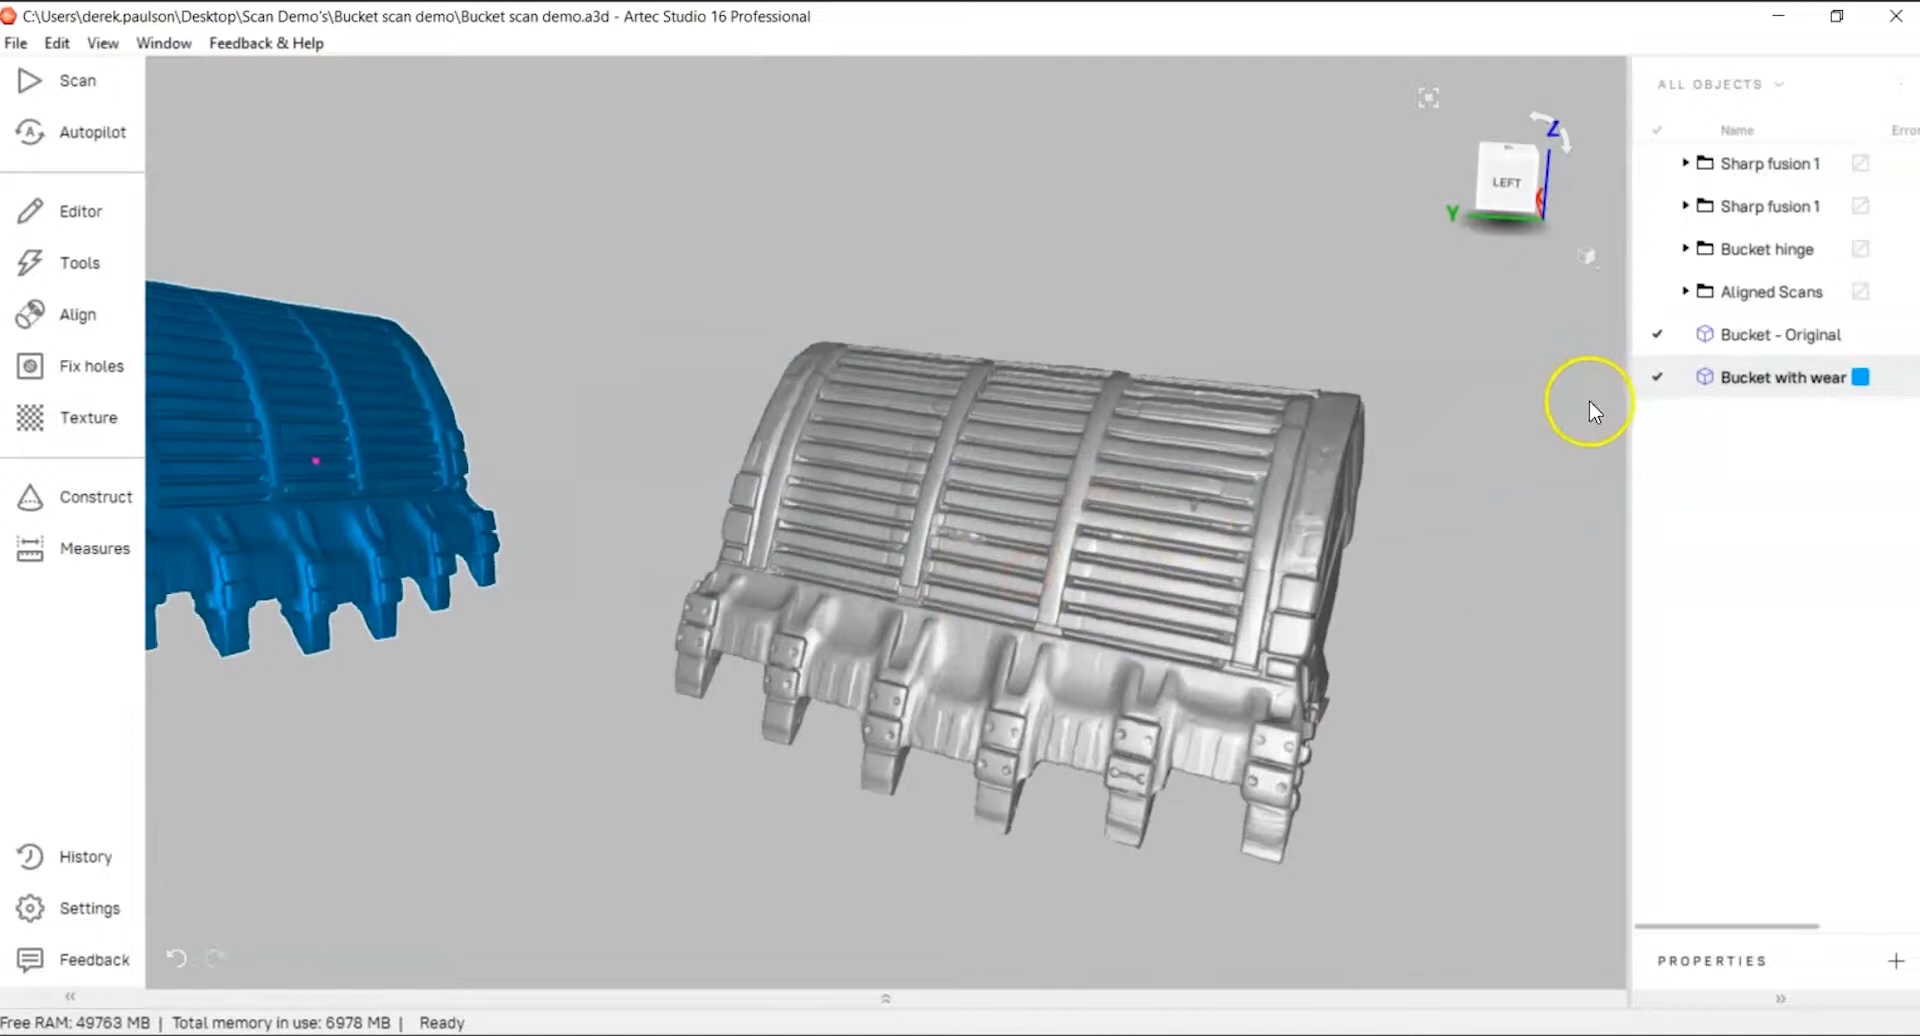 C:\Users\derek.paulson\Desktop\Scan Demo's\Bucket scan demo\Bucket scan demo.a3d - Artec Studio 16 Professional
File Edit View Window Feedback & Help
Scan
Autopilot
Editor
Tools
Align
Fix holes
Texture
Construct
Measures
History
Settings
Feedback
Z
LEFT
Y
ALL OBJECTS
Name Erro
Sharp fusion 1
Sharp fusion 1
Bucket hinge
Aligned Scans
Bucket - Original
Bucket with wear
PROPERTIES
Free RAM: 49763 MB | Total memory in use: 6978 MB | Ready